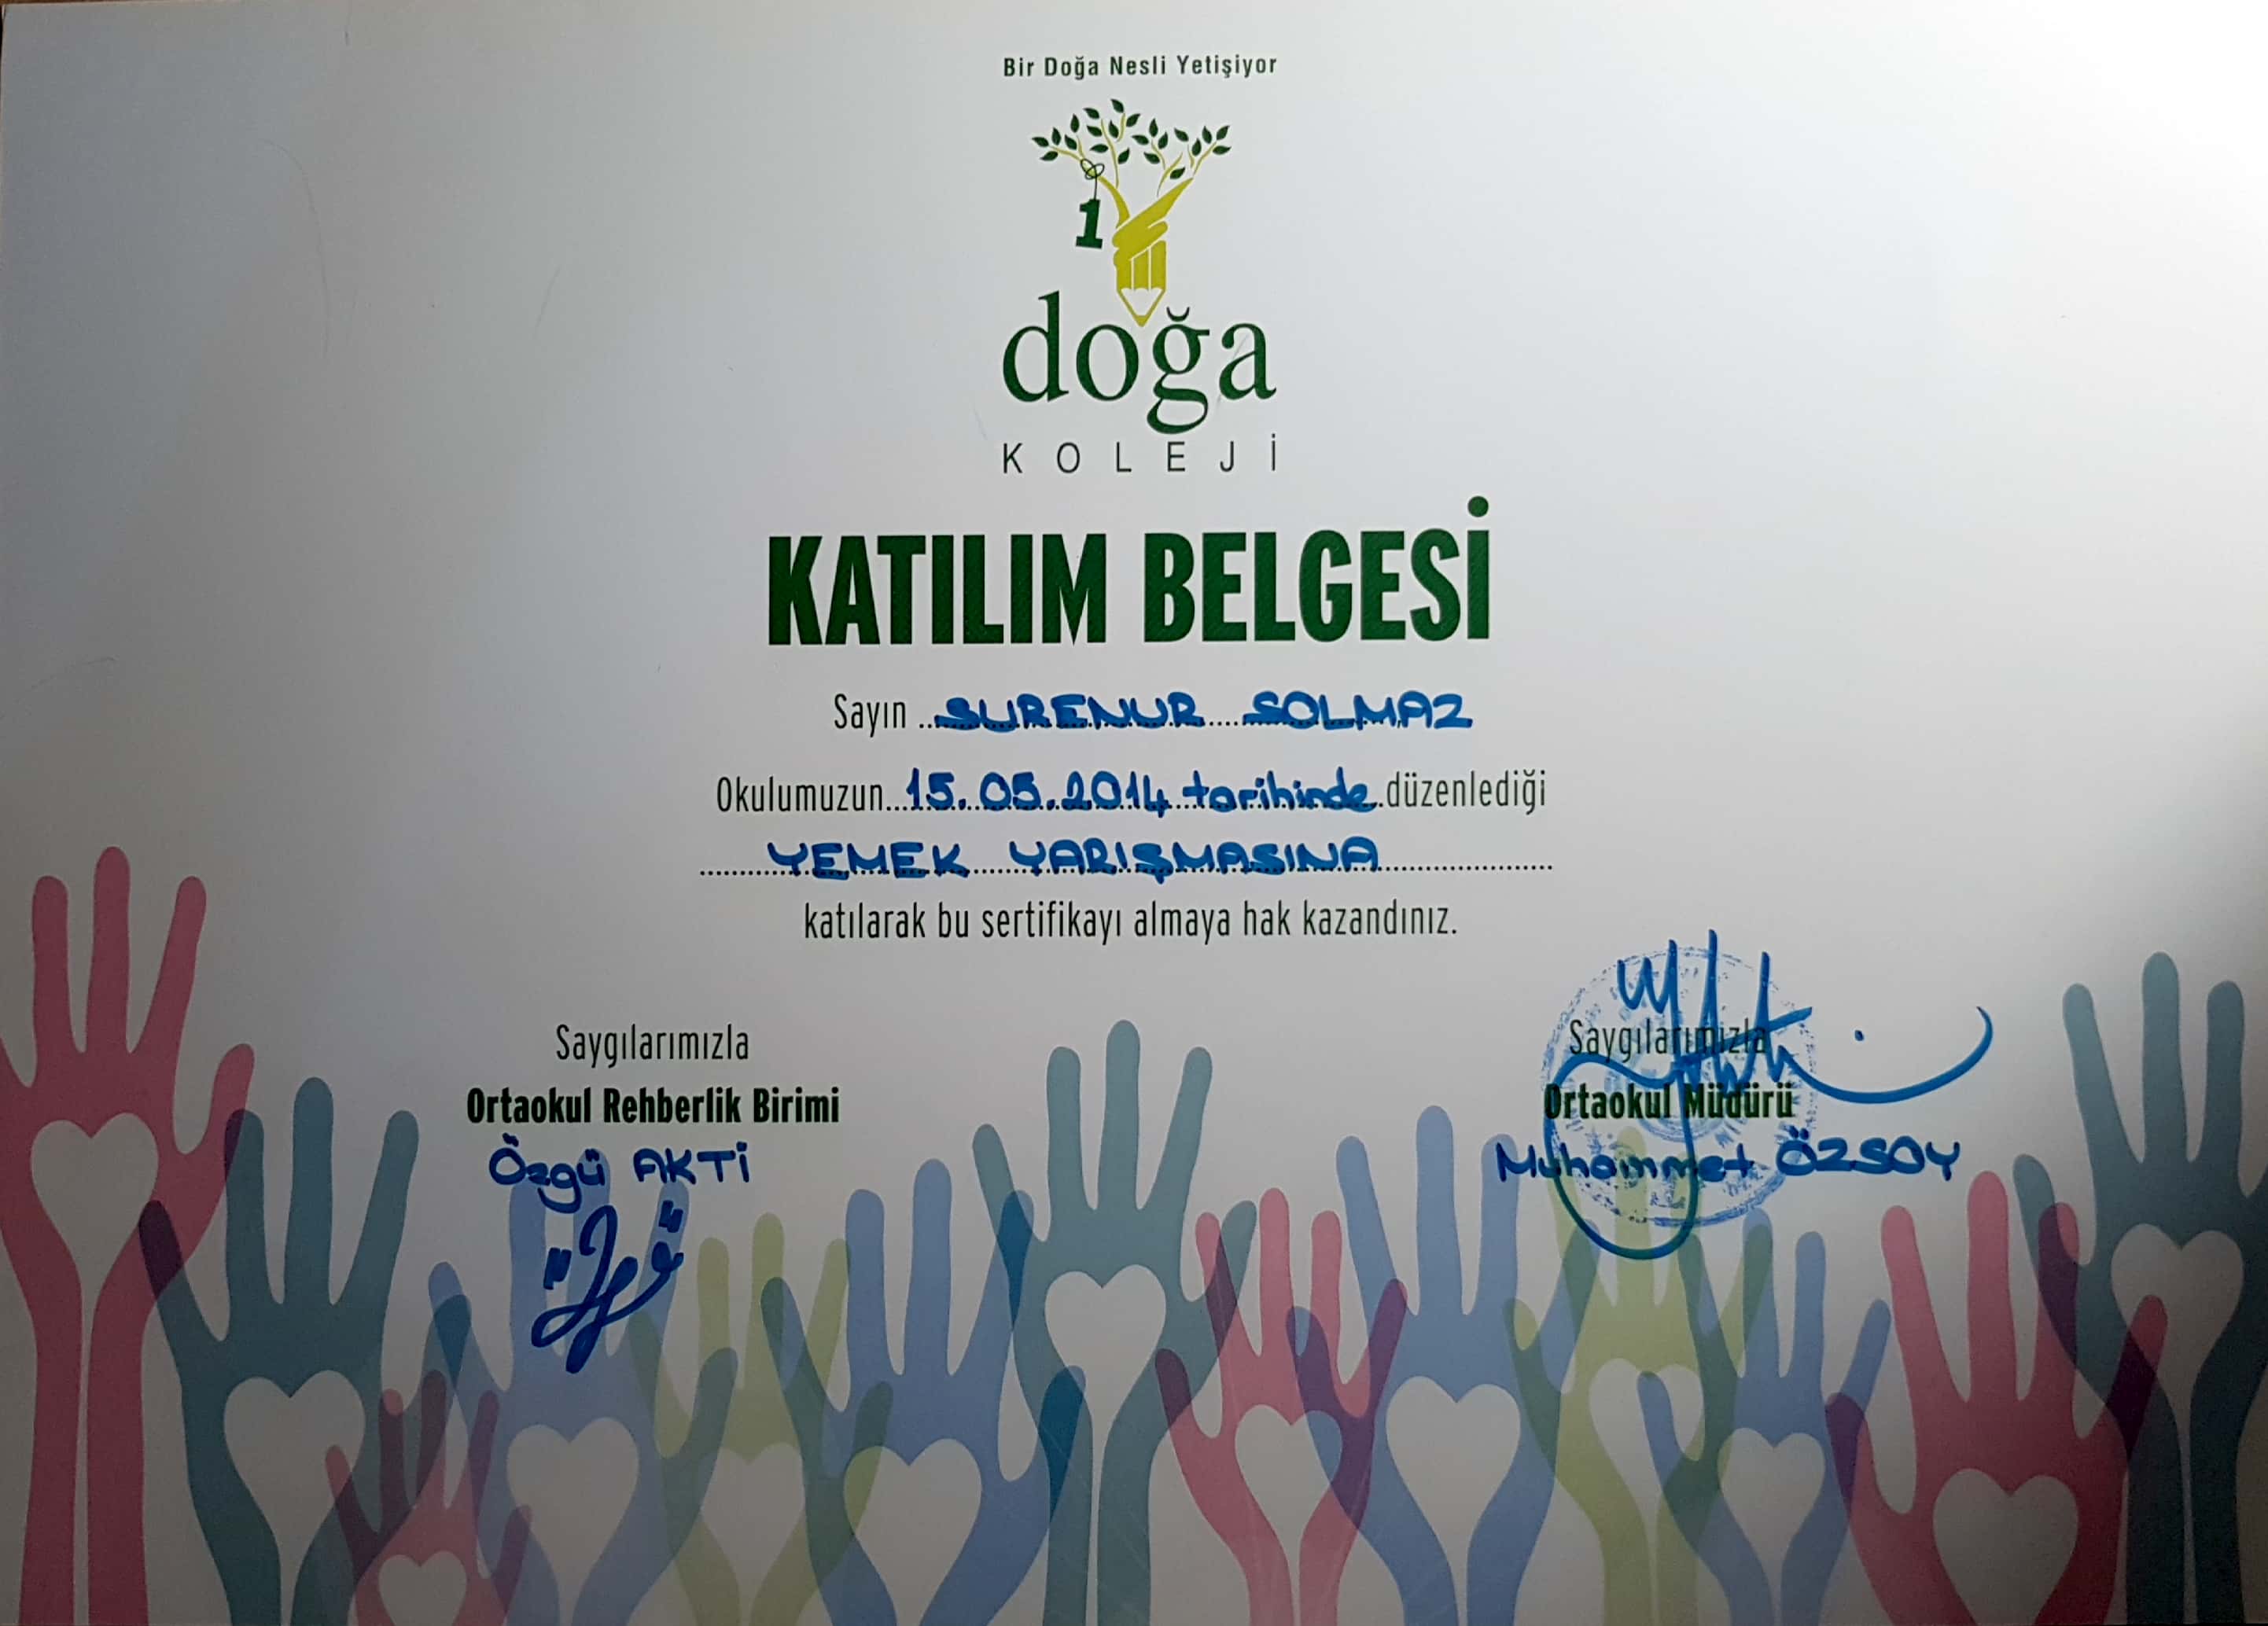 Bir Doğa Nesli Yetişiyor
1
doğa
KOLEJİ
KATILIM BELGESİ
Sayın SURENUR SOLMAZ
Okulumuzun 15.05.2014 tarihinde düzenlediği
YEMEK YARIŞMASINA
katılarak bu sertifikayı almaya hak kazandınız.
Saygılarımızla
Ortaokul Rehberlik Birimi
Özgü AKTİ
Saygılarımızla
Ortaokul Müdürü
Muhammet ÖZSOY